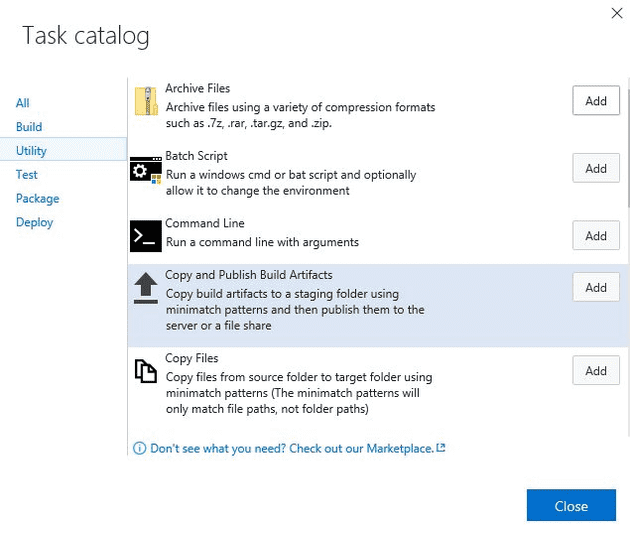 Task catalog
All
Build
Utility
Test
Package
Deploy
Archive Files
Archive files using a variety of compression formats
such as .7z, .rar, .tar.gz, and .zip.
Add
Batch Script
Run a windows cmd or bat script and optionally
allow it to change the environment
Add
Command Line
Run a command line with arguments
Add
Copy and Publish Build Artifacts
Copy build artifacts to a staging folder using
minimatch patterns and then publish them to the
server or a file share
Add
Copy Files
Copy files from source folder to target folder using
minimatch patterns (The minimatch patterns will
only match file paths, not folder paths)
Add
Don't see what you need? Check out our Marketplace.
Close